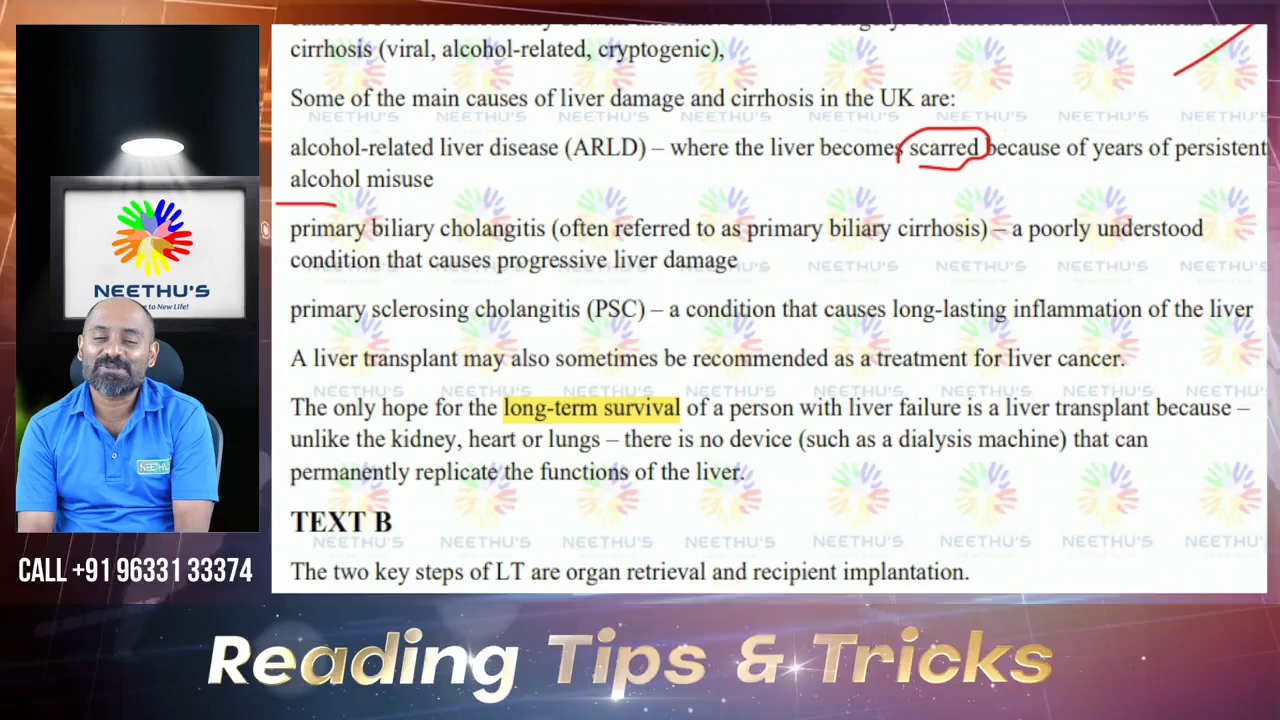 cirrhosis (viral, alcohol-related, cryptogenic),
Some of the main causes of liver damage and cirrhosis in the UK are:
alcohol-related liver disease (ARLD) – where the liver becomes scarred because of years of persistent
alcohol misuse
primary biliary cholangitis (often referred to as primary biliary cirrhosis) – a poorly understood
condition that causes progressive liver damage
primary sclerosing cholangitis (PSC) – a condition that causes long-lasting inflammation of the liver
A liver transplant may also sometimes be recommended as a treatment for liver cancer.
The only hope for the long-term survival of a person with liver failure is a liver transplant because –
unlike the kidney, heart or lungs – there is no device (such as a dialysis machine) that can
permanently replicate the functions of the liver.
TEXT B
The two key steps of LT are organ retrieval and recipient implantation.
NEETHU'S
to New Life!
NEETHU
CALL +91 96331 33374
Reading Tips & Tricks